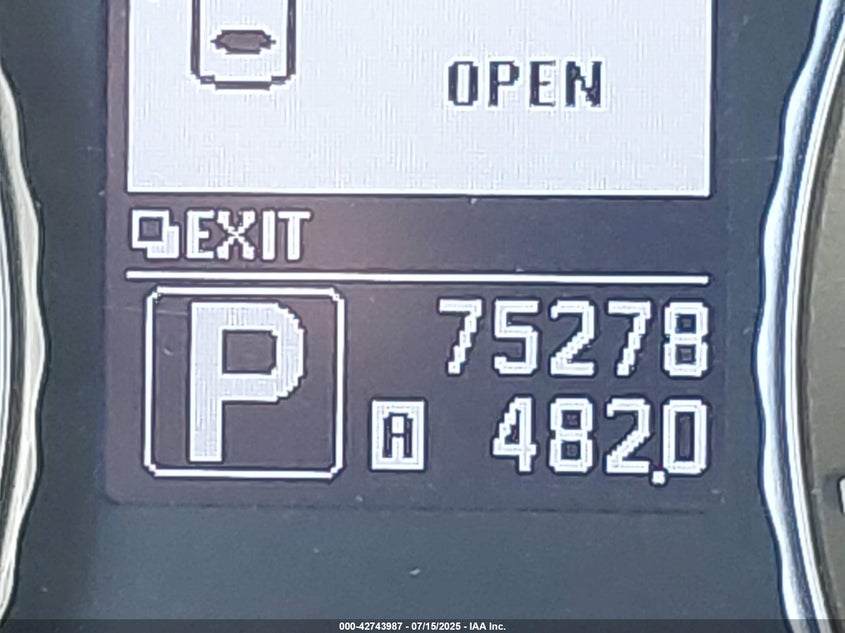 OPEN
EXIT
P
75278
A 482.0
000-42743987 - 07/15/2025 - IAA Inc.